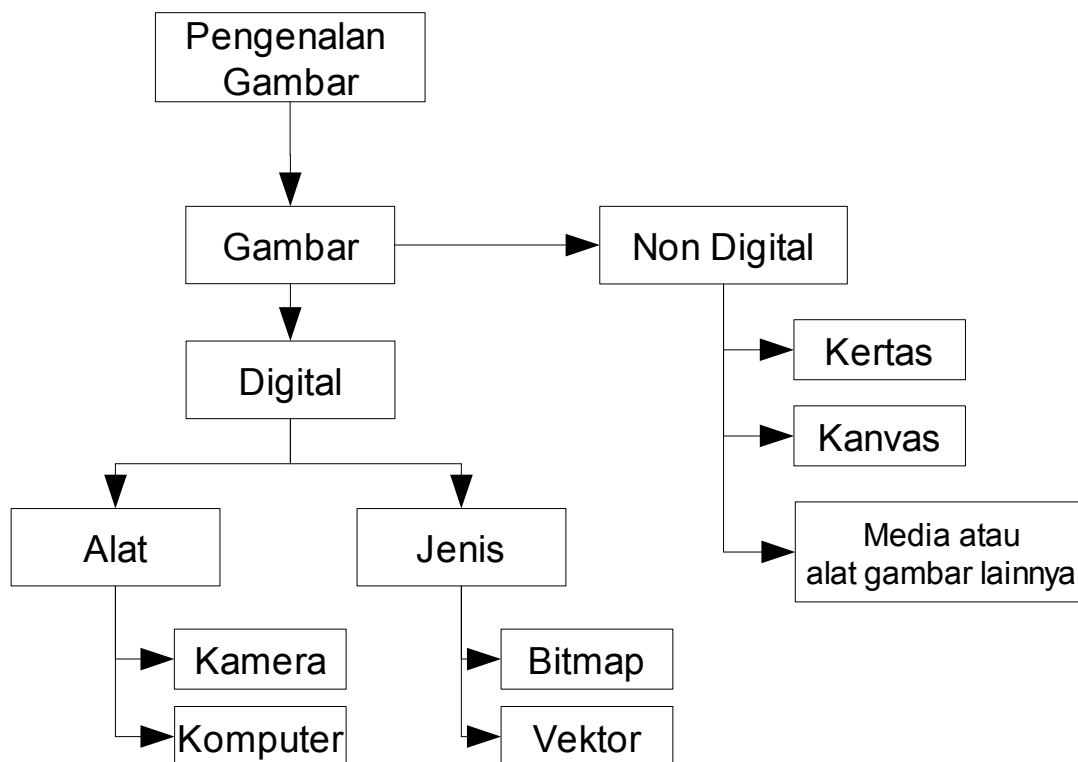 Pengenalan
Gambar
Gambar
Non Digital
Digital
Kertas
Kanvas
Media atau
alat gambar lainnya
Alat
Jenis
Kamera
Bitmap
Komputer
Vektor